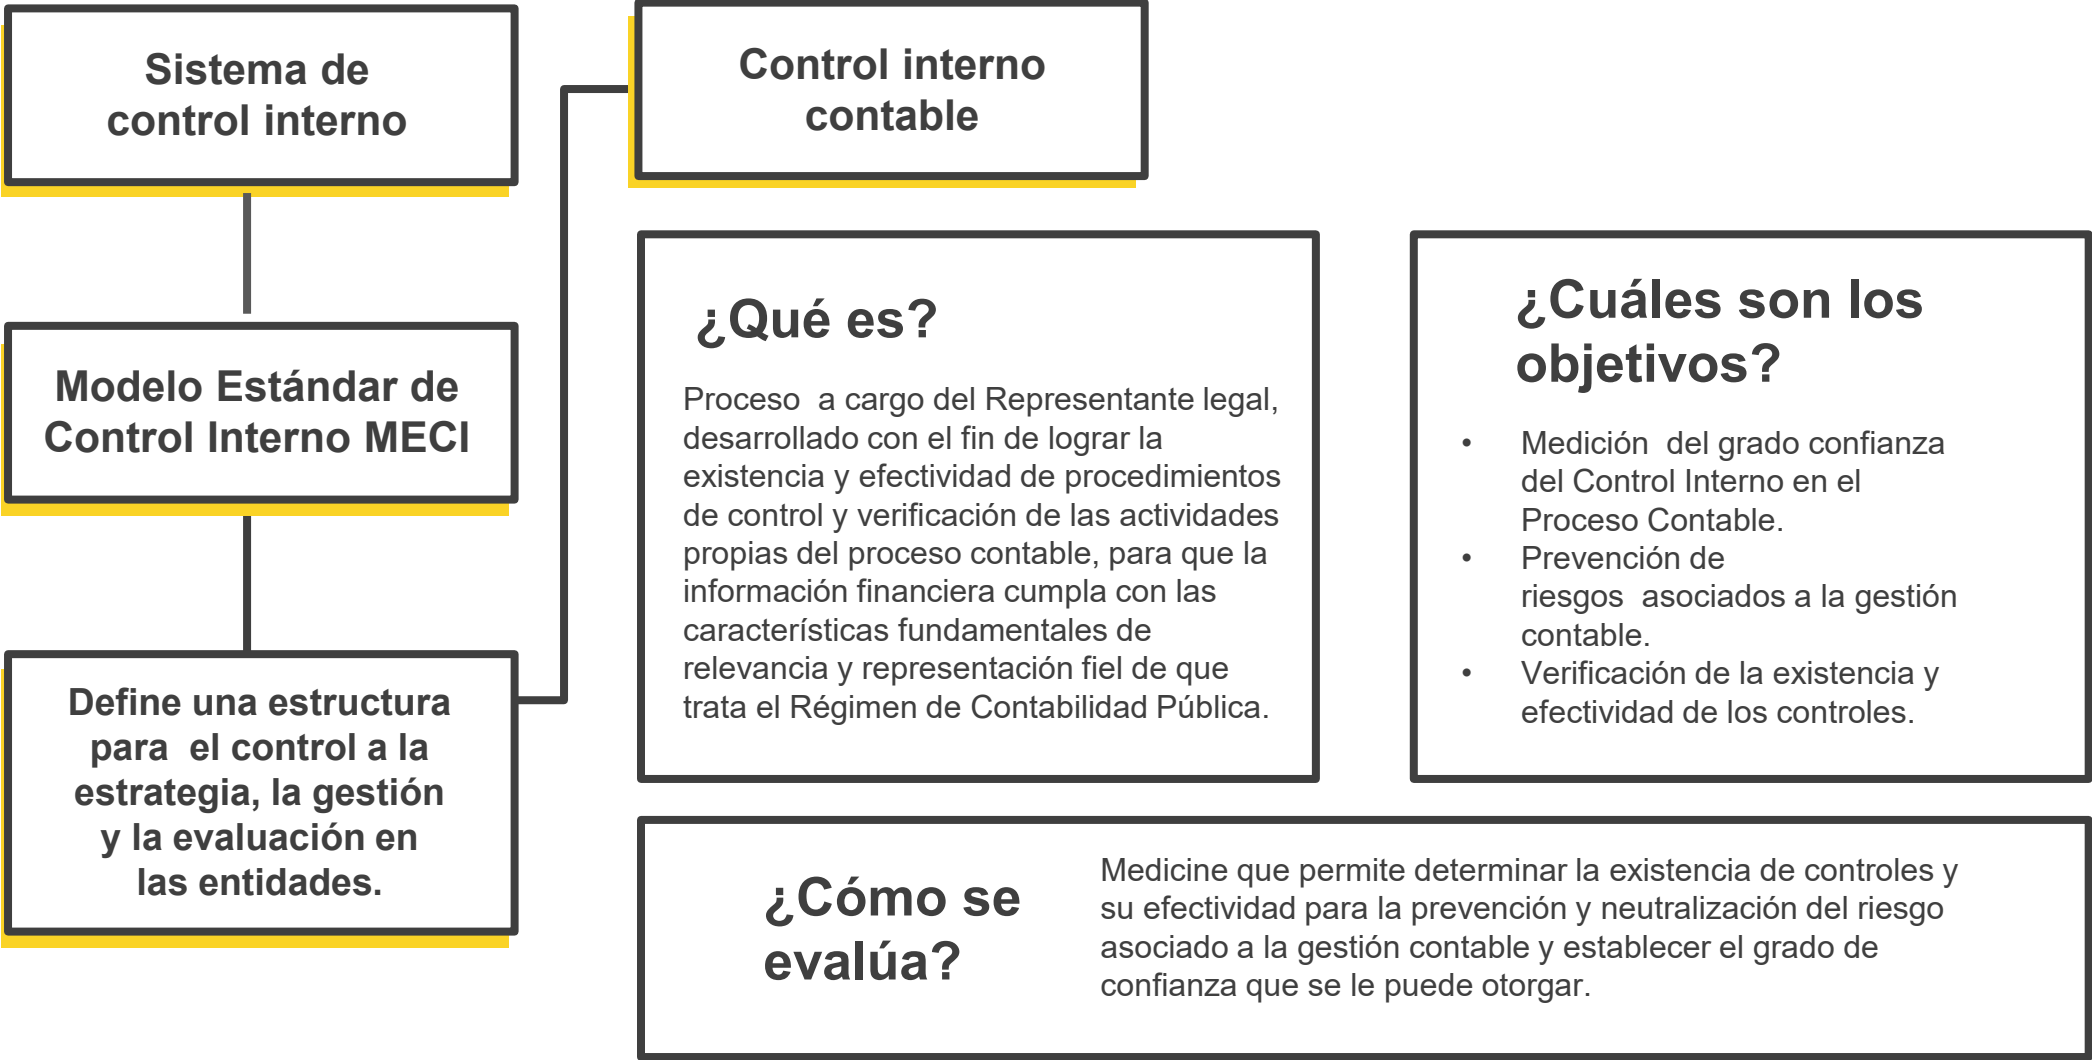 Sistema de
control interno
Modelo Estándar de
Control Interno MECI
Define una estructura
para  el control a la
estrategia, la gestión
y la evaluación en
las entidades.
Control interno
contable
¿Qué es?
Proceso  a cargo del Representante legal,
desarrollado con el fin de lograr la
existencia y efectividad de procedimientos
de control y verificación de las actividades
propias del proceso contable, para que la
información financiera cumpla con las
características fundamentales de
relevancia y representación fiel de que
trata el Régimen de Contabilidad Pública.
¿Cuáles son los
objetivos?
• Medición  del grado confianza
del Control Interno en el
Proceso Contable.
• Prevención de
riesgos  asociados a la gestión
contable.
• Verificación de la existencia y
efectividad de los controles.
¿Cómo se
evalúa?
Medicine que permite determinar la existencia de controles y
su efectividad para la prevención y neutralización del riesgo
asociado a la gestión contable y establecer el grado de
confianza que se le puede otorgar.